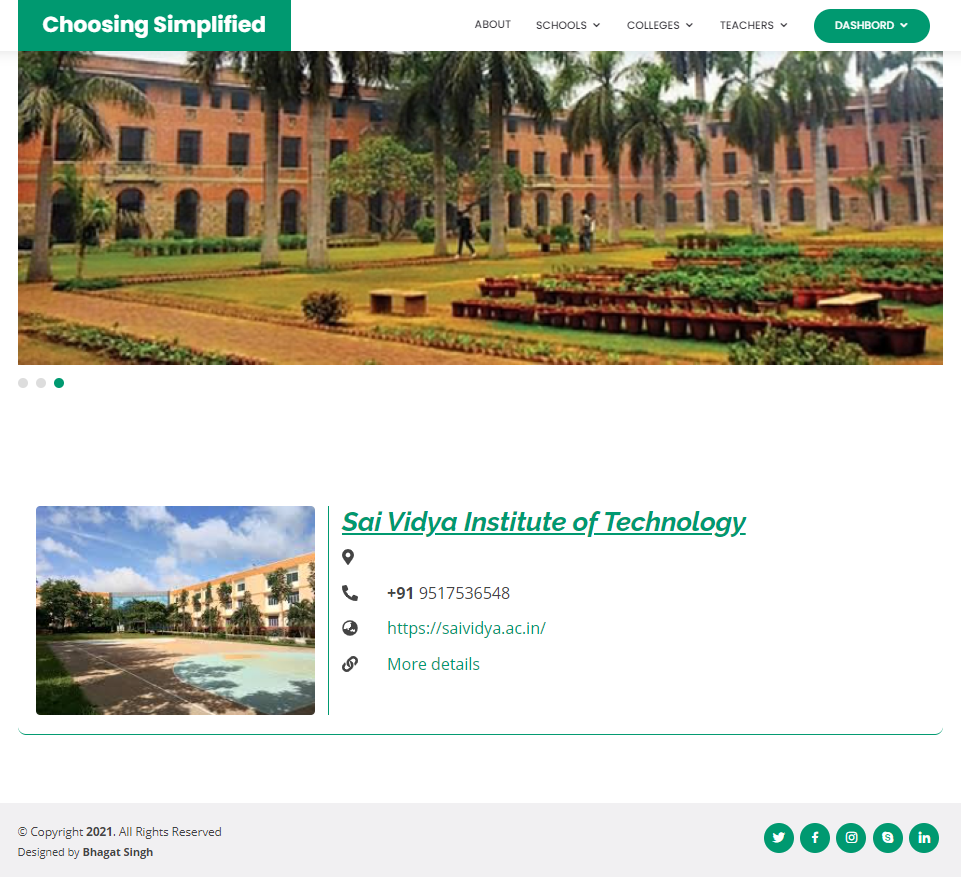 Choosing Simplified
ABOUT SCHOOLS COLLEGES TEACHERS DASHBORD
Sai Vidya Institute of Technology
+91 9517536548
https://saividya.ac.in/
More details
© Copyright 2021. All Rights Reserved
Designed by Bhagat Singh